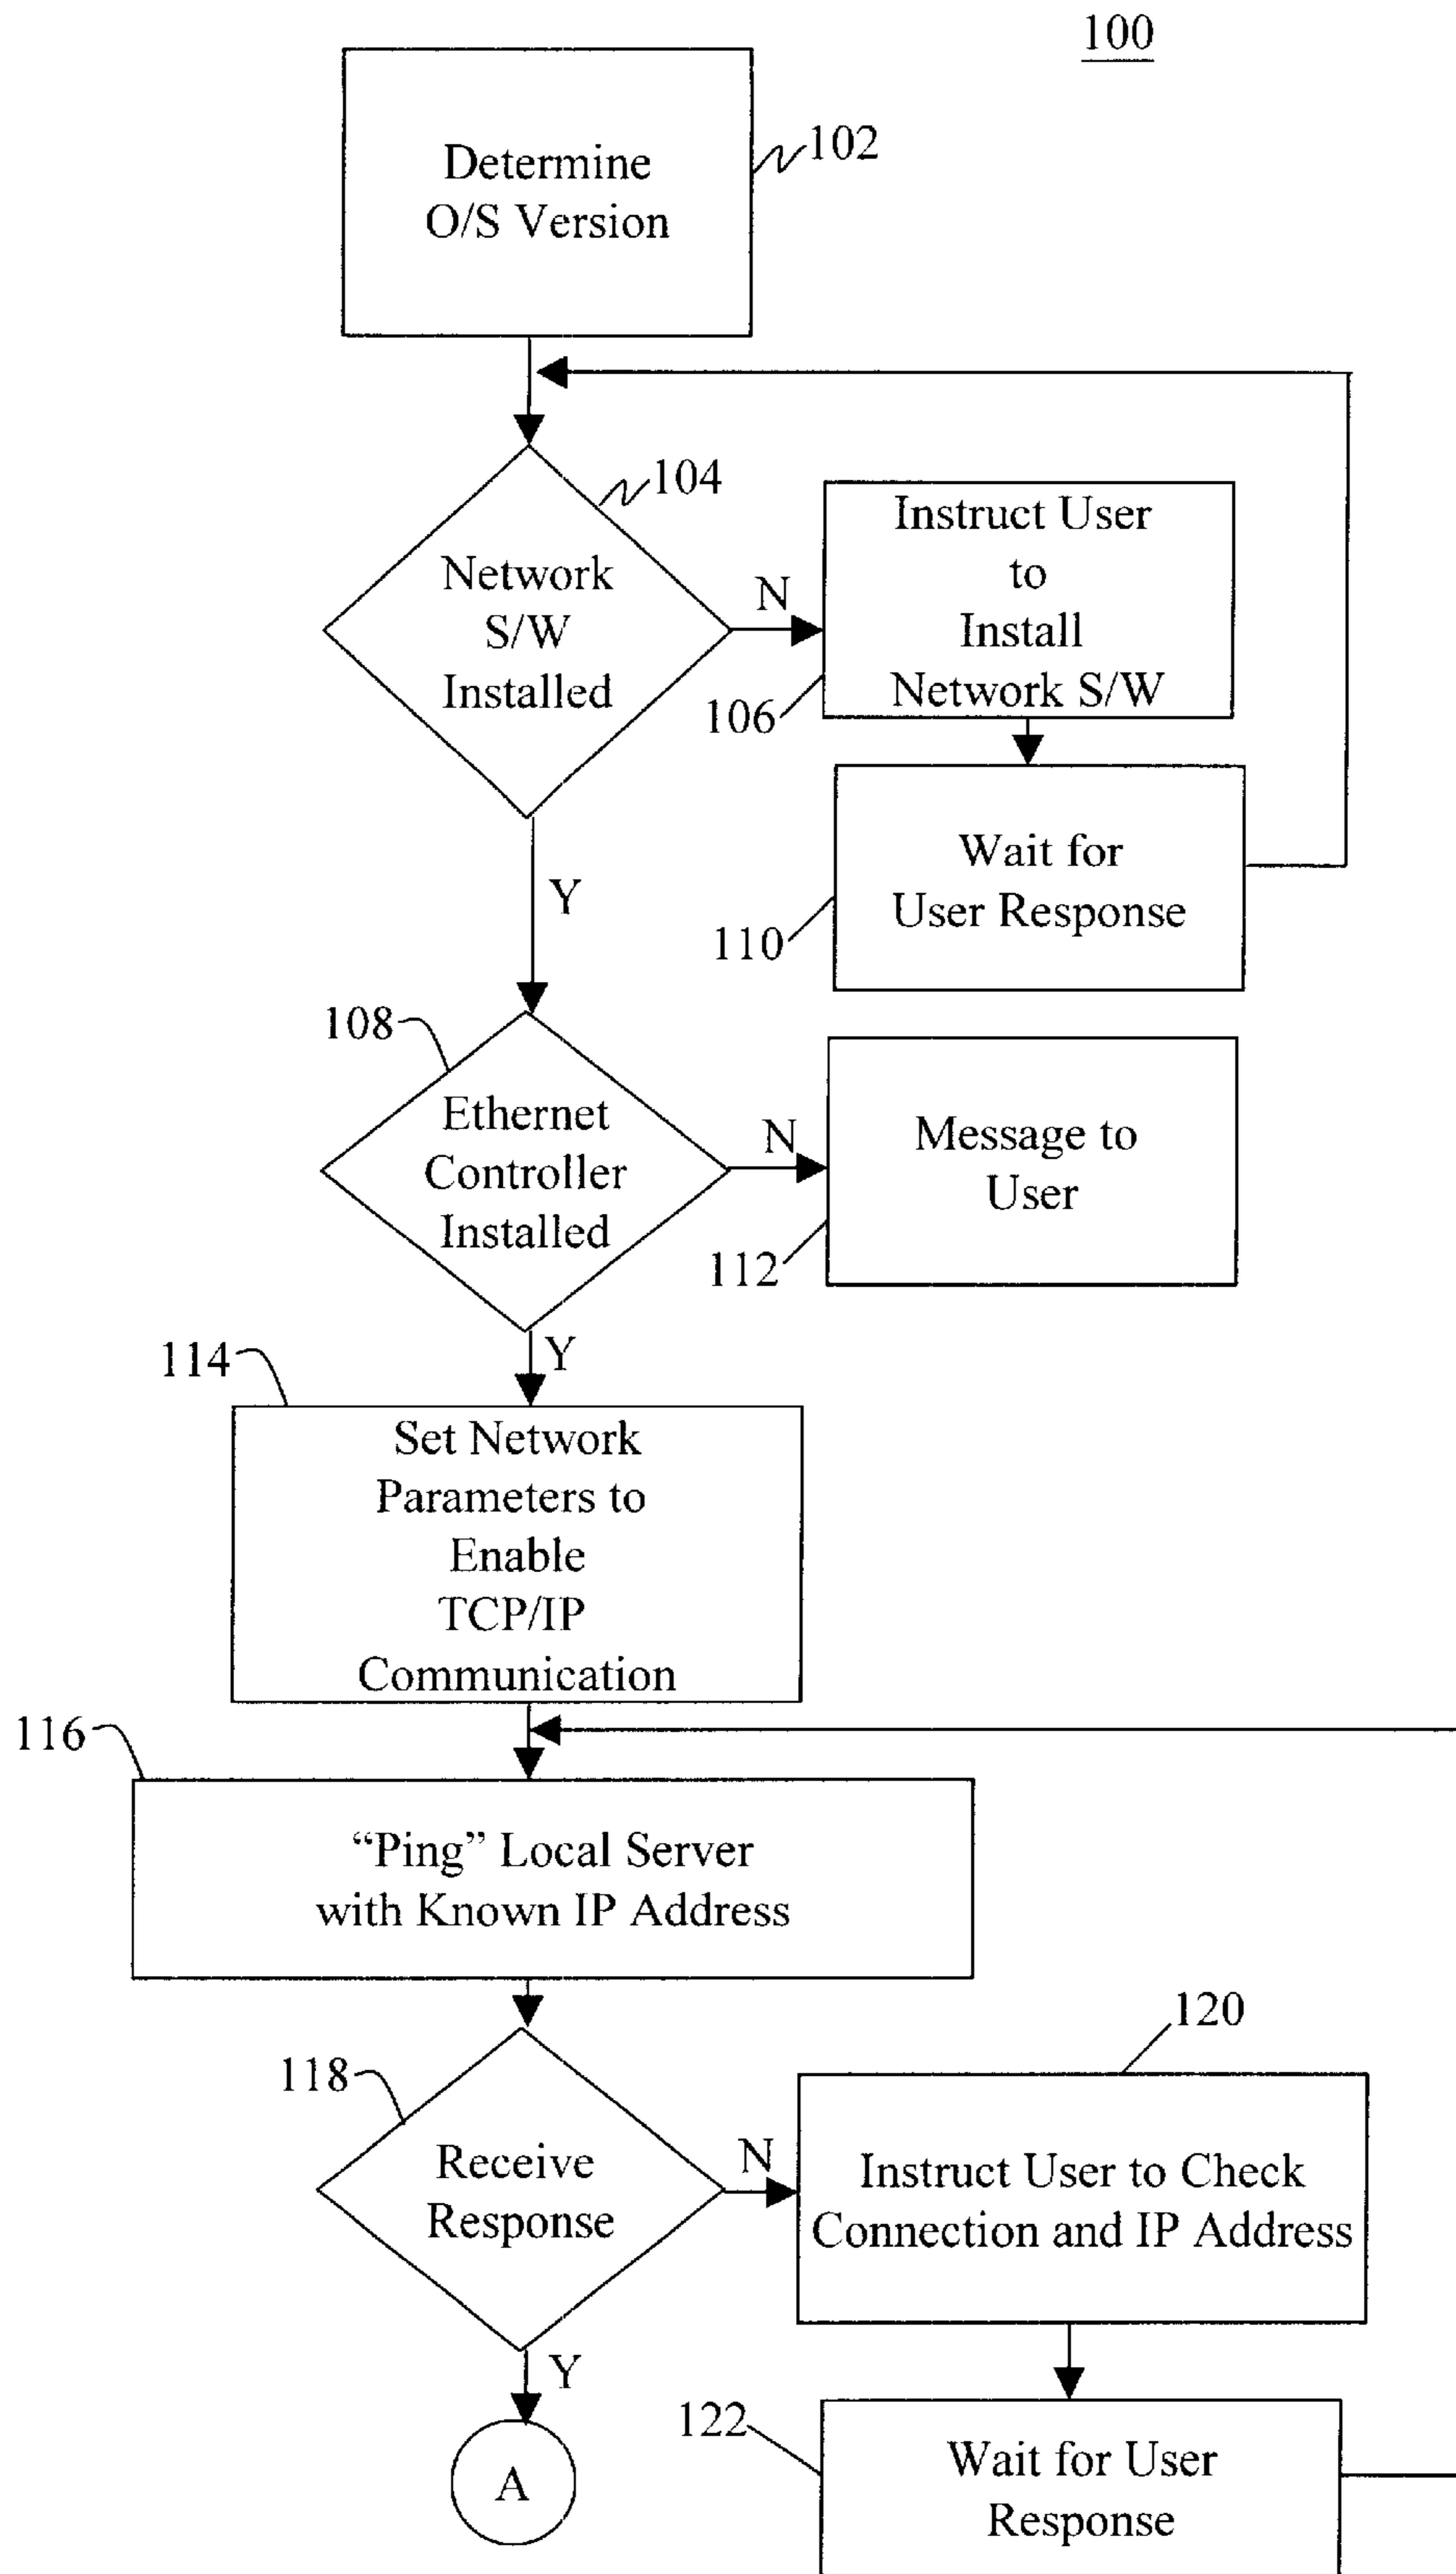 100
Determine
O/S Version
102
104
Network
S/W
Installed
N
Instruct User
to
Install
Network S/W
106
Wait for
User Response
110
Y
108
Ethernet
Controller
Installed
N
Message to
User
112
Y
114
Set Network
Parameters to
Enable
TCP/IP
Communication
116
“Ping” Local Server
with Known IP Address
118
Receive
Response
N
120
Instruct User to Check
Connection and IP Address
Y
A
122
Wait for User
Response